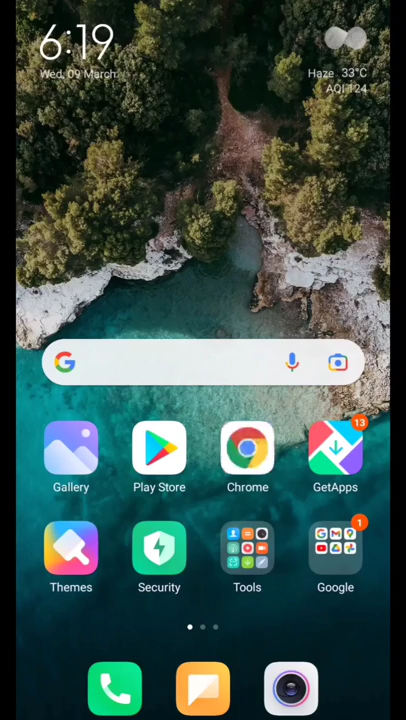 6:19
Wed, 09 March
Haze 33°C
AQI 124
13
Gallery
Play Store
Chrome
GetApps
1
Themes
Security
Tools
Google